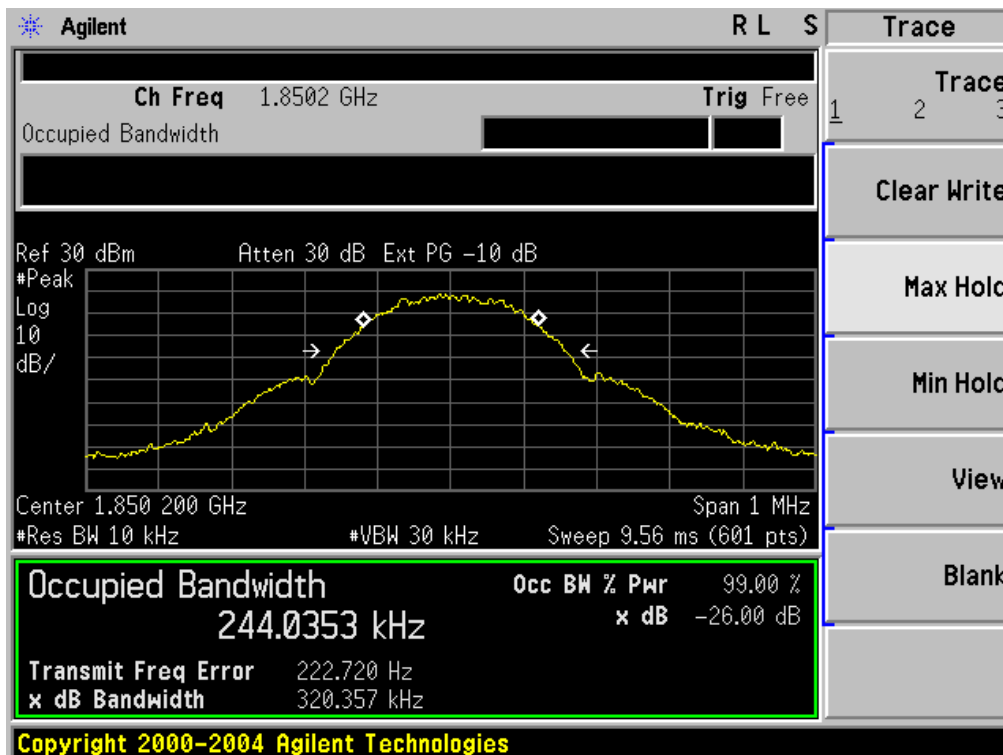 Agilent R L S Trace
Ch Freq 1.8502 GHz Trig Free
Occupied Bandwidth
Trace
1 2 3
Clear Write
Max Hold
Min Hold
View
Blank
Ref 30 dBm Atten 30 dB Ext PG -10 dB
#Peak
Log
10
dB/
Center 1.850 200 GHz Span 1 MHz
#Res BW 10 kHz #VBW 30 kHz Sweep 9.56 ms (601 pts)
Occupied Bandwidth Occ BW % Pwr 99.00 %
244.0353 kHz x dB -26.00 dB
Transmit Freq Error 222.720 Hz
x dB Bandwidth 320.357 kHz
Copyright 2000-2004 Agilent Technologies